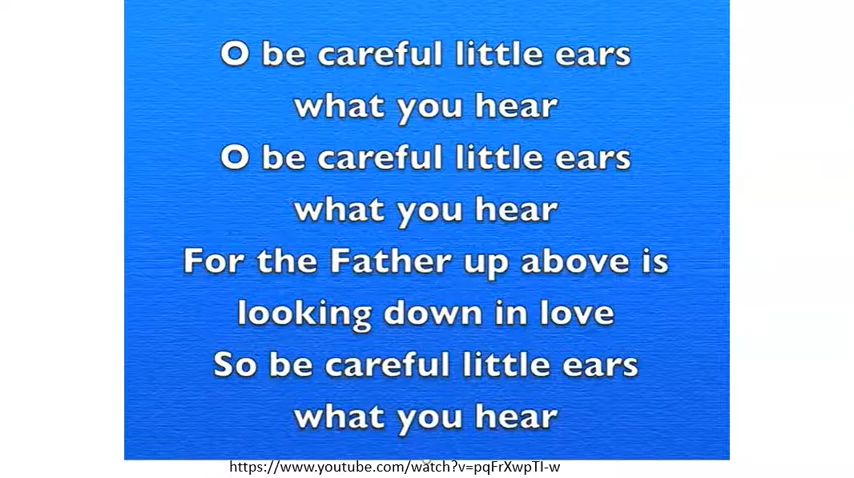 O be careful little ears
what you hear
O be careful little ears
what you hear
For the Father up above is
looking down in love
So be careful little ears
what you hear
https://www.youtube.com/watch?v=pqFrXwpTI-w